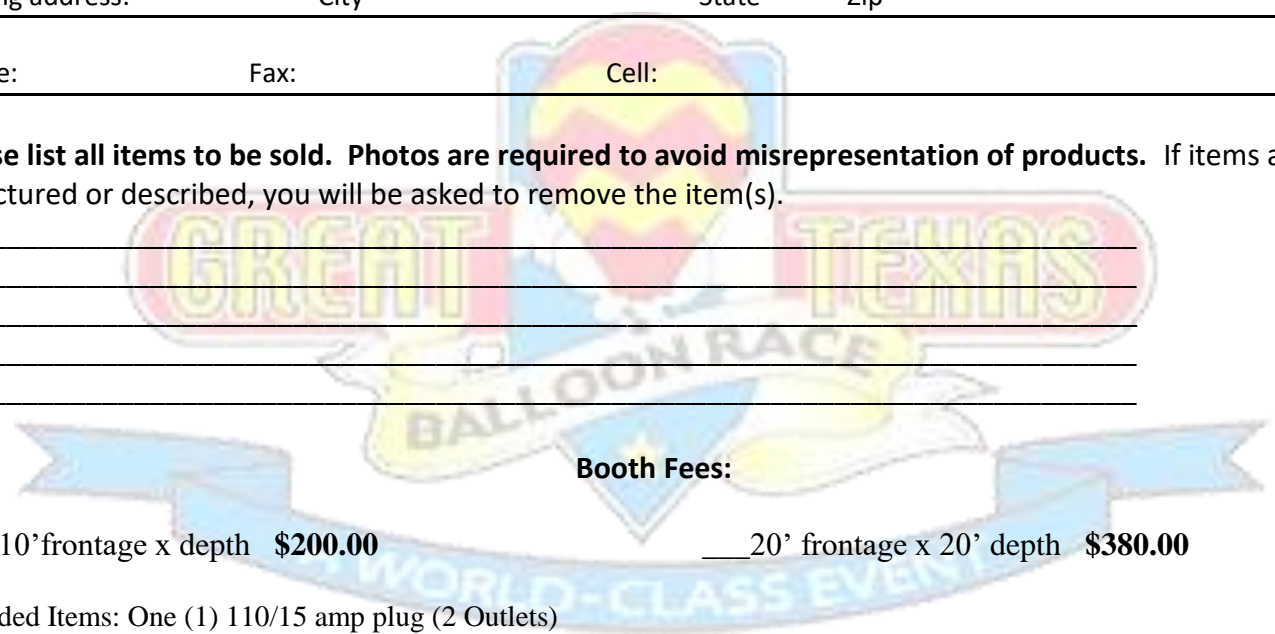 ng address: City State Zip
e: Fax: Cell:
se list all items to be sold. Photos are required to avoid misrepresentation of products. If items a
ctured or described, you will be asked to remove the item(s).
GREAT TEXAS
BALLOON RACE
Booth Fees:
10’frontage x depth $200.00 ___20’ frontage x 20’ depth $380.00
A WORLD-CLASS EVENT
ded Items: One (1) 110/15 amp plug (2 Outlets)